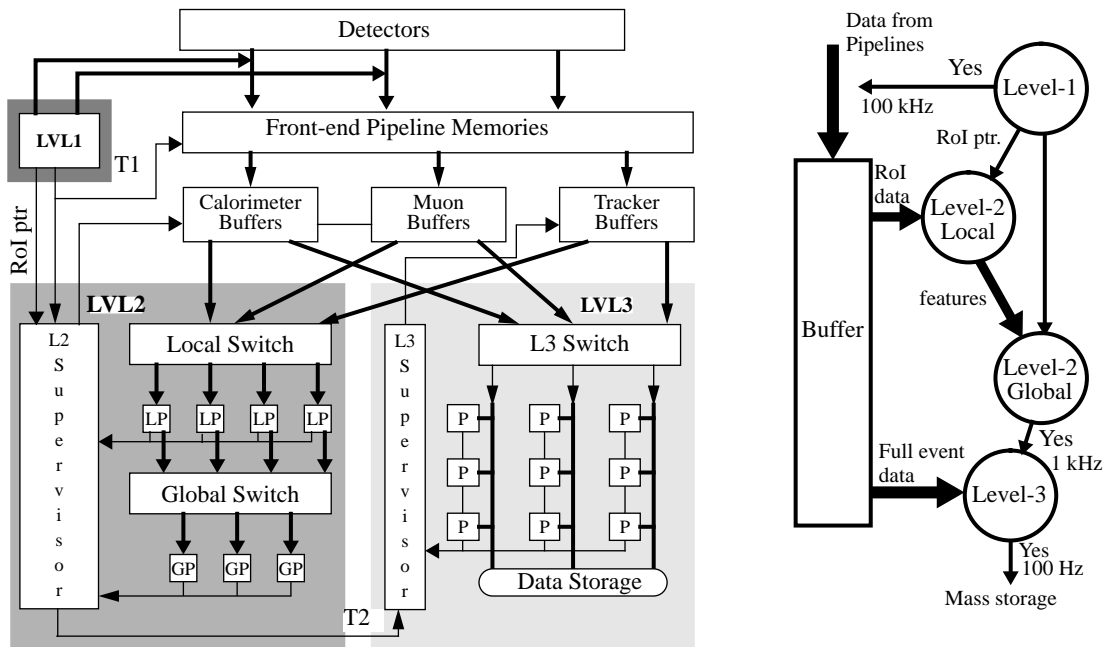 Detectors
LVL1
T1
Front-end Pipeline Memories
RoI ptr
Calorimeter
Buffers
Muon
Buffers
Tracker
Buffers
LVL2
L2
Supervisor
Local Switch
LP LP LP LP
Global Switch
GP GP GP
T2
LVL3
L3
Supervisor
L3 Switch
P P P
P P P
P P P
Data Storage
Data from
Pipelines
Yes
100 kHz
Level-1
RoI ptr.
RoI
data
Level-2
Local
features
Buffer
Level-2
Global
Yes
1 kHz
Full event
data
Level-3
Yes
100 Hz
Mass storage